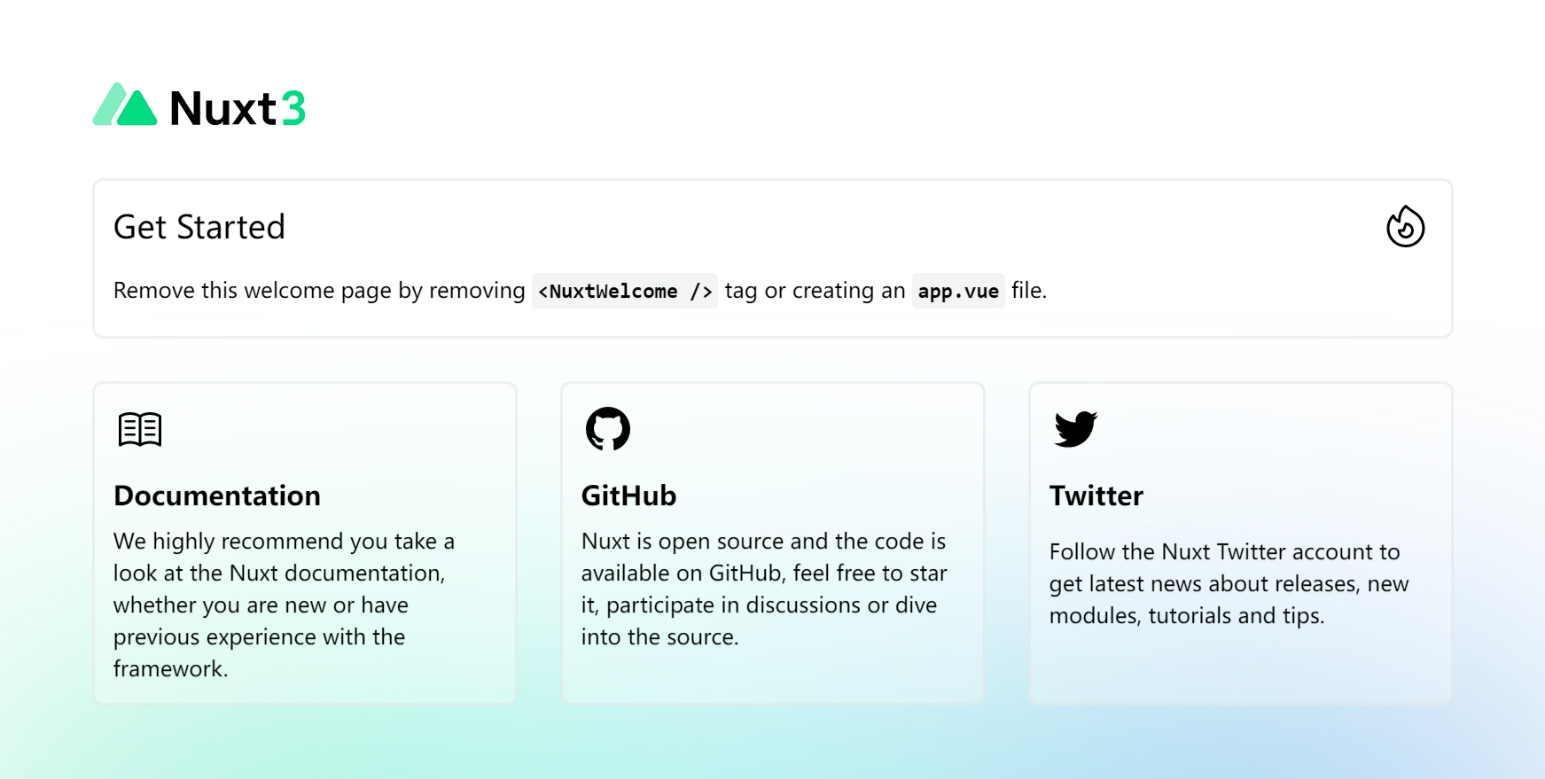 Nuxt3
Get Started
Remove this welcome page by removing <NuxtWelcome /> tag or creating an app.vue file.
Documentation
We highly recommend you take a
look at the Nuxt documentation,
whether you are new or have
previous experience with the
framework.
GitHub
Nuxt is open source and the code is
available on GitHub, feel free to star
it, participate in discussions or dive
into the source.
Twitter
Follow the Nuxt Twitter account to
get latest news about releases, new
modules, tutorials and tips.